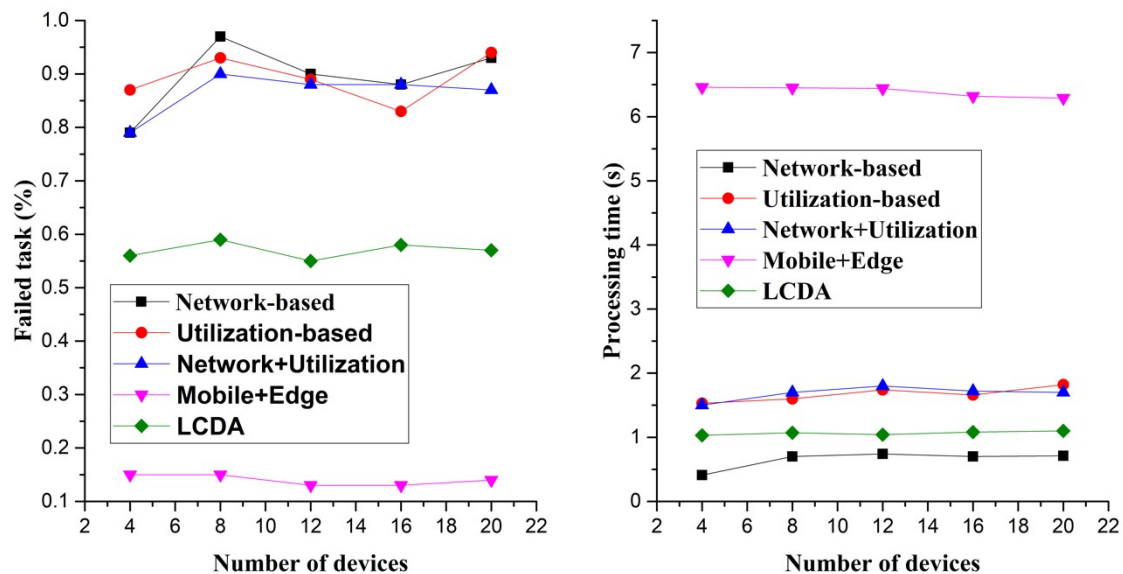 1.0
0.9
0.8
0.7
0.6
0.5
0.4
0.3
0.2
0.1
Failed task (%)
Network-based
Utilization-based
Network+Utilization
Mobile+Edge
LCDA
2 4 6 8 10 12 14 16 18 20 22
Number of devices
7
6
5
4
3
2
1
0
Processing time (s)
Network-based
Utilization-based
Network+Utilization
Mobile+Edge
LCDA
2 4 6 8 10 12 14 16 18 20 22
Number of devices